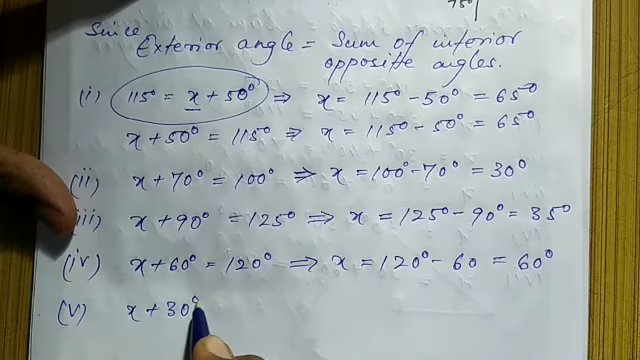 Since
Exterior angle = Sum of interior
opposite angles.
(i) 115° = x + 50° ⇒ x = 115° - 50° = 65°
x + 50° = 115° ⇒ x = 115° - 50° = 65°
(ii) x + 70° = 100° ⇒ x = 100° - 70° = 30°
(iii) x + 90° = 125° ⇒ x = 125° - 90° = 35°
(iv) x + 60° = 120° ⇒ x = 120° - 60 = 60°
(v) x + 30°